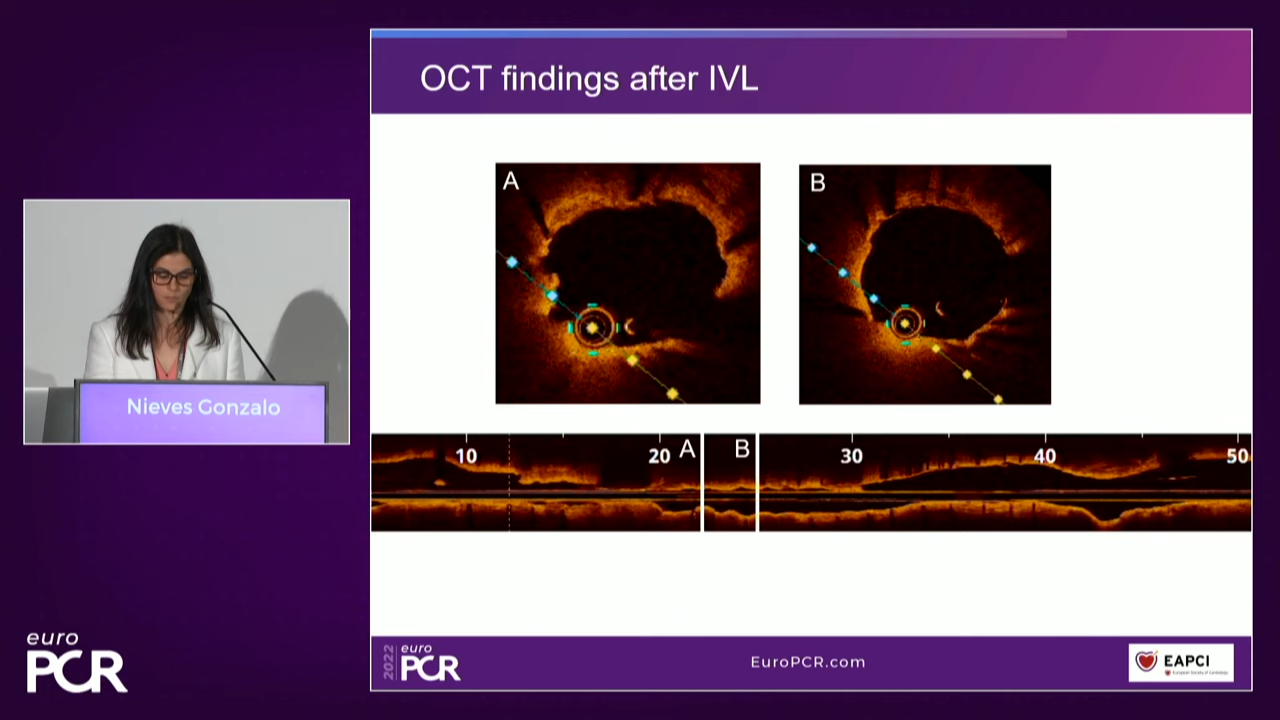 OCT findings after IVL
A
B
Nieves Gonzalo
10
20
A
B
30
40
50
euro
PCR
2022
euro
PCR
EuroPCR.com
EAPCI